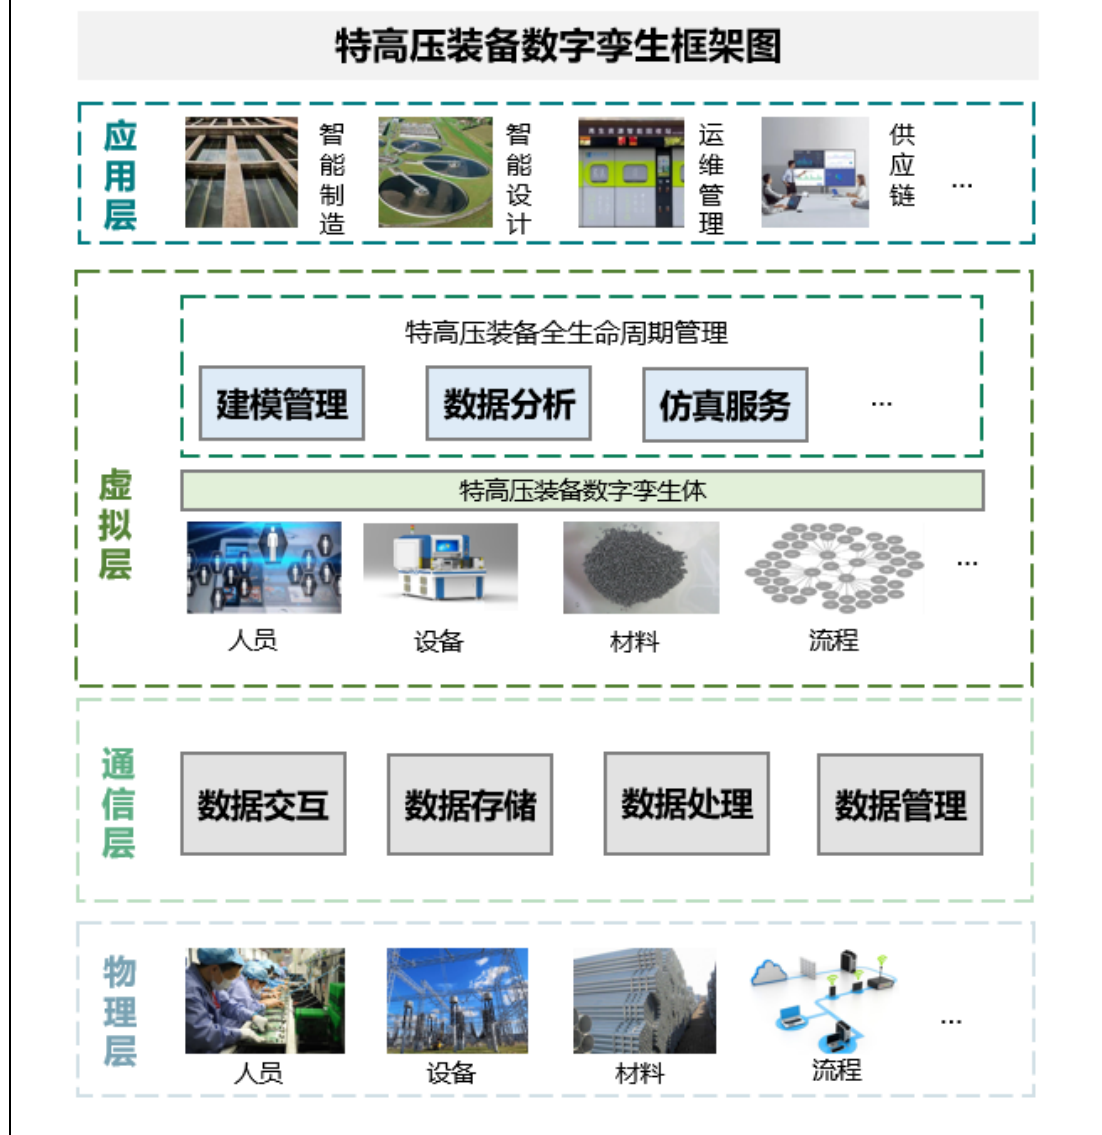 特高压装备数字孪生框架图
应用层
智能制造
智能设计
运维管理
供应链
...
虚拟层
特高压装备全生命周期管理
建模管理
数据分析
仿真服务
...
特高压装备数字孪生体
人员
设备
材料
流程
...
通信层
数据交互
数据存储
数据处理
数据管理
物理层
人员
设备
材料
流程
...